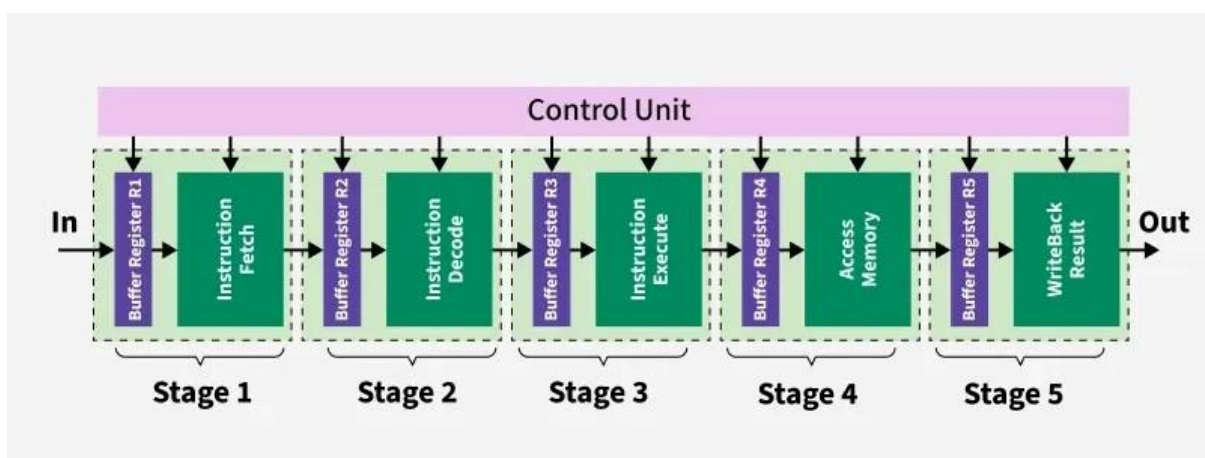 Control Unit
In
Buffer Register R1
Instruction
Fetch
Buffer Register R2
Instruction
Decode
Buffer Register R3
Instruction
Execute
Buffer Register R4
Access
Memory
Buffer Register R5
WriteBack
Result
Out
Stage 1
Stage 2
Stage 3
Stage 4
Stage 5